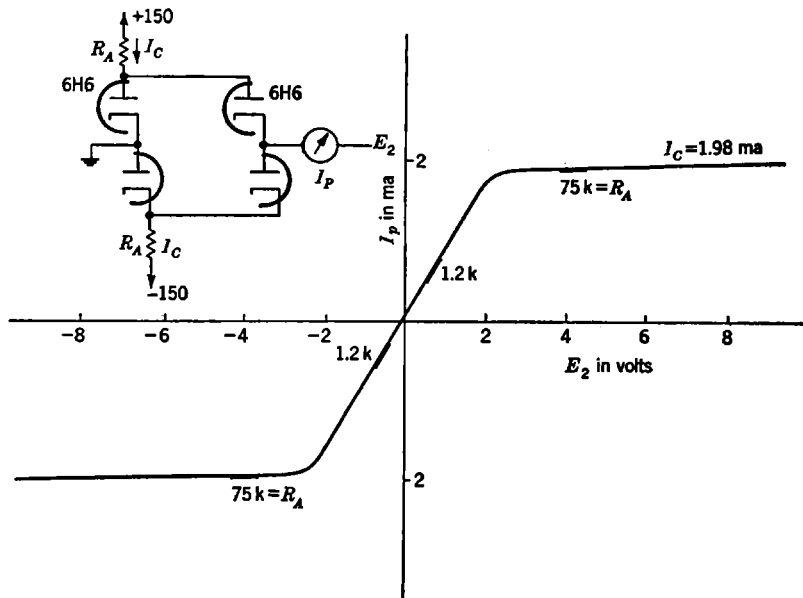 +150
R_A I_C
6H6 6H6
E_2
I_P
R_A I_C
−150
I_p in ma
2
I_C=1.98 ma
75 k=R_A
1.2 k
−8 −6 −4 −2 0 2 4 6 8
1.2 k
E_2 in volts
75 k=R_A
−2